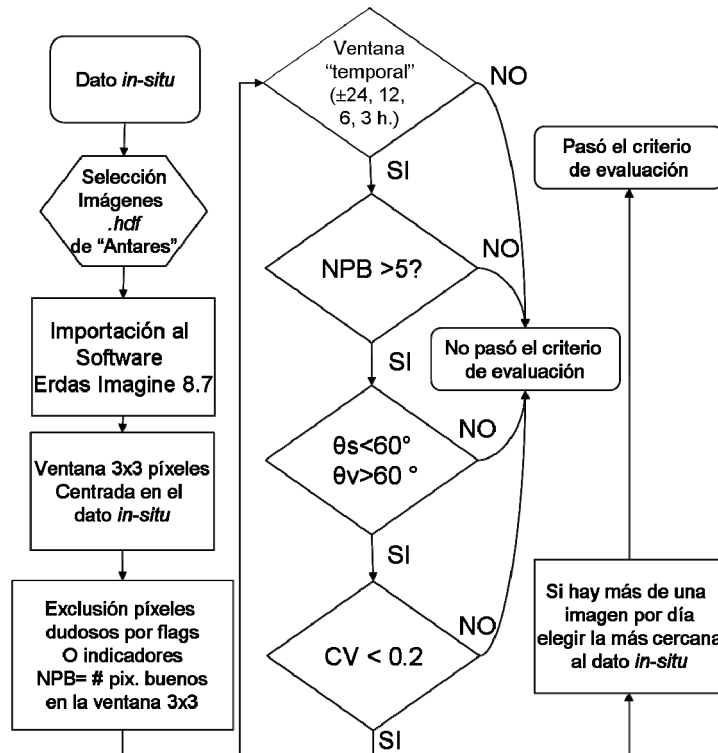 Dato in-situ
Selección
Imágenes
.hdf
de “Antares”
Importación al
Software
Erdas Imagine 8.7
Ventana 3x3 píxeles
Centrada en el
dato in-situ
Exclusión píxeles
dudosos por flags
O indicadores
NPB= # pix. buenos
en la ventana 3x3
Ventana
“temporal”
(±24, 12,
6, 3 h.)
NO
SI
NPB >5?
NO
SI
θs<60°
θv>60 °
NO
SI
CV < 0.2
NO
SI
No pasó el criterio
de evaluación
Si hay más de una
imagen por día
elegir la más cercana
al dato in-situ
Pasó el criterio
de evaluación